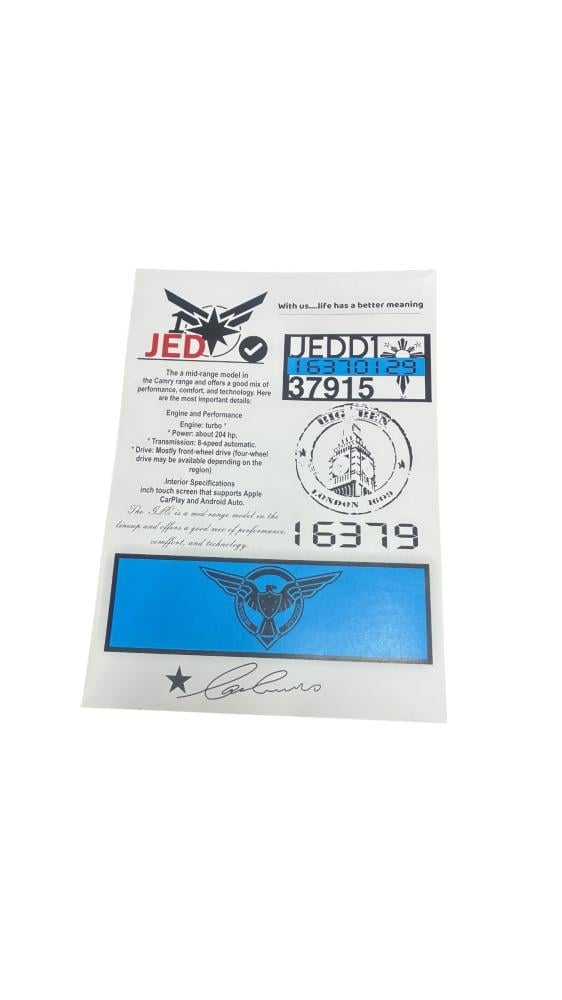 With us....life has a better meaning
1
JED
The a mid-range model in
the Camry range and offers a good mix of
performance, comfort, and technology. Here
are the most important details:
Engine and Performance
Engine: turbo *
* Power: about 204 hp.
* Transmission: 8-speed automatic.
* Drive: Mostly front-wheel drive (four-wheel
drive may be available depending on the
region)
.Interior Specifications
inch touch screen that supports Apple
CarPlay and Android Auto.
The GLE is a mid-range model in the
lineup and offers a good mix of performance,
comffort, and technology.
JEDD1
16370129
37915
BIG BEN
LONDON 1609
16379